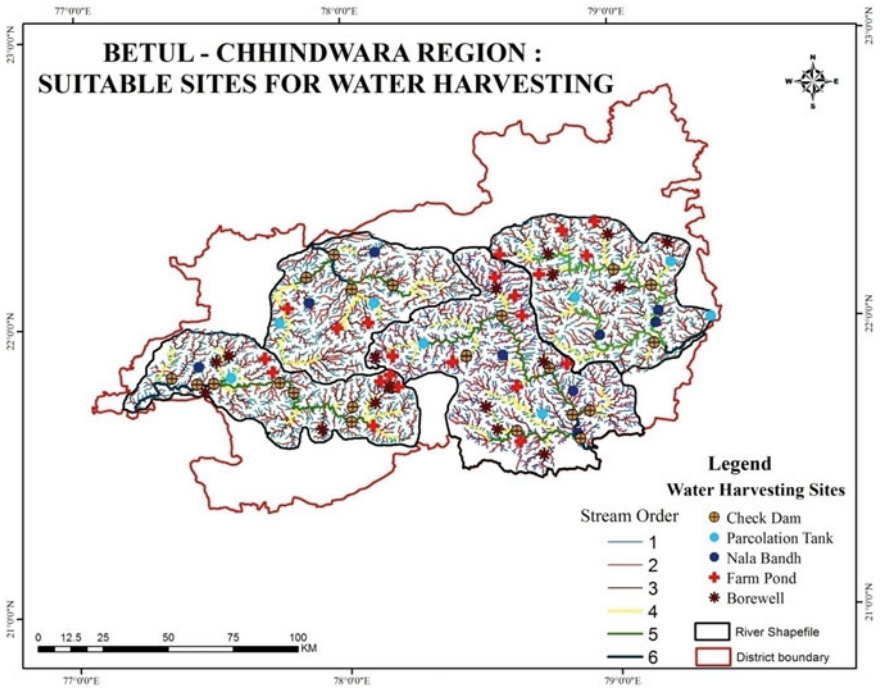 77°0'0"E 78°0'0"E 79°0'0"E
23°0'0"N 23°0'0"N
BETUL - CHHINDWARA REGION :
SUITABLE SITES FOR WATER HARVESTING
N
W E
S
22°0'0"N 22°0'0"N
Legend
Water Harvesting Sites
Stream Order
1
2
3
4
5
6
Check Dam
Parcolation Tank
Nala Bandh
Farm Pond
Borewell
River Shapefile
District boundary
21°0'0"N 21°0'0"N
0 12.5 25 50 75 100
KM
77°0'0"E 78°0'0"E 79°0'0"E